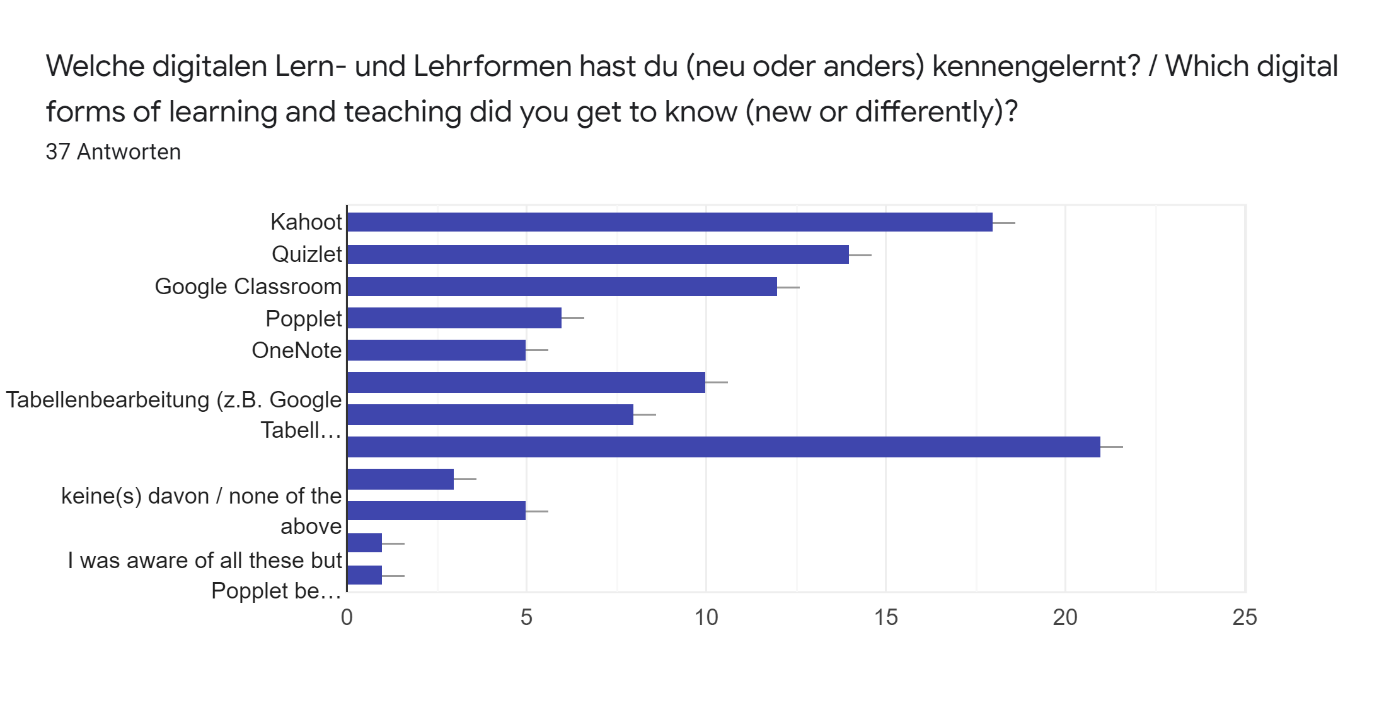 Welche digitalen Lern- und Lehrformen hast du (neu oder anders) kennengelernt? / Which digital
forms of learning and teaching did you get to know (new or differently)?
37 Antworten
Kahoot
Quizlet
Google Classroom
Popplet
OneNote
Tabellenbearbeitung (z.B. Google
Tabell…
keine(s) davon / none of the
above
I was aware of all these but
Popplet be…
0 5 10 15 20 25